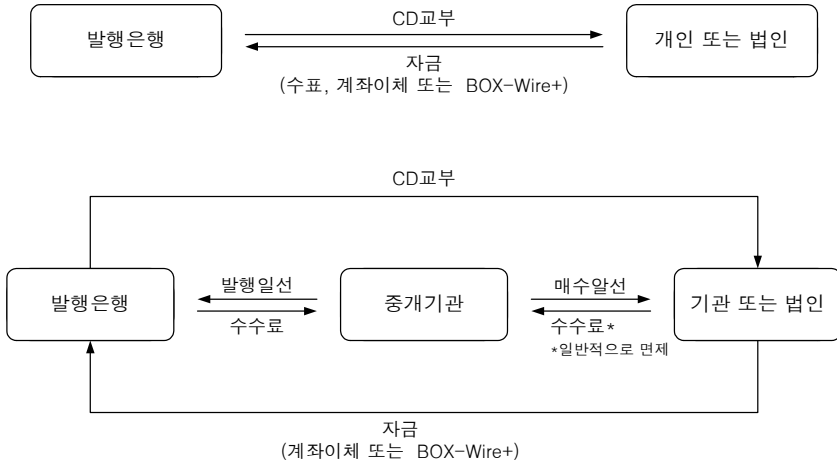 CD교부
발행은행
개인 또는 법인
자금
(수표, 계좌이체 또는 BOX-Wire+)
CD교부
발행은행
발행일선
수수료
중개기관
매수알선
수수료*
*일반적으로 면제
기관 또는 법인
자금
(계좌이체 또는 BOX-Wire+)